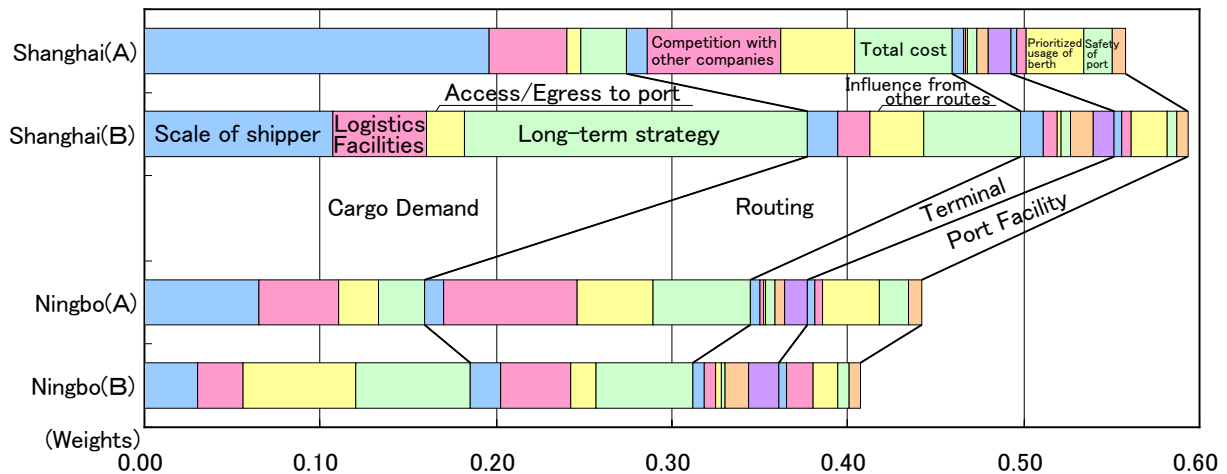 Shanghai(A)
Competition with
other companies
Total cost
Prioritized
usage of
berth
Safety
of
port
Access/Egress to port
Influence from
other routes
Shanghai(B)
Scale of shipper
Logistics
Facilities
Long-term strategy
Cargo Demand
Routing
Terminal
Port Facility
Ningbo(A)
Ningbo(B)
(Weights)
0.00 0.10 0.20 0.30 0.40 0.50 0.60